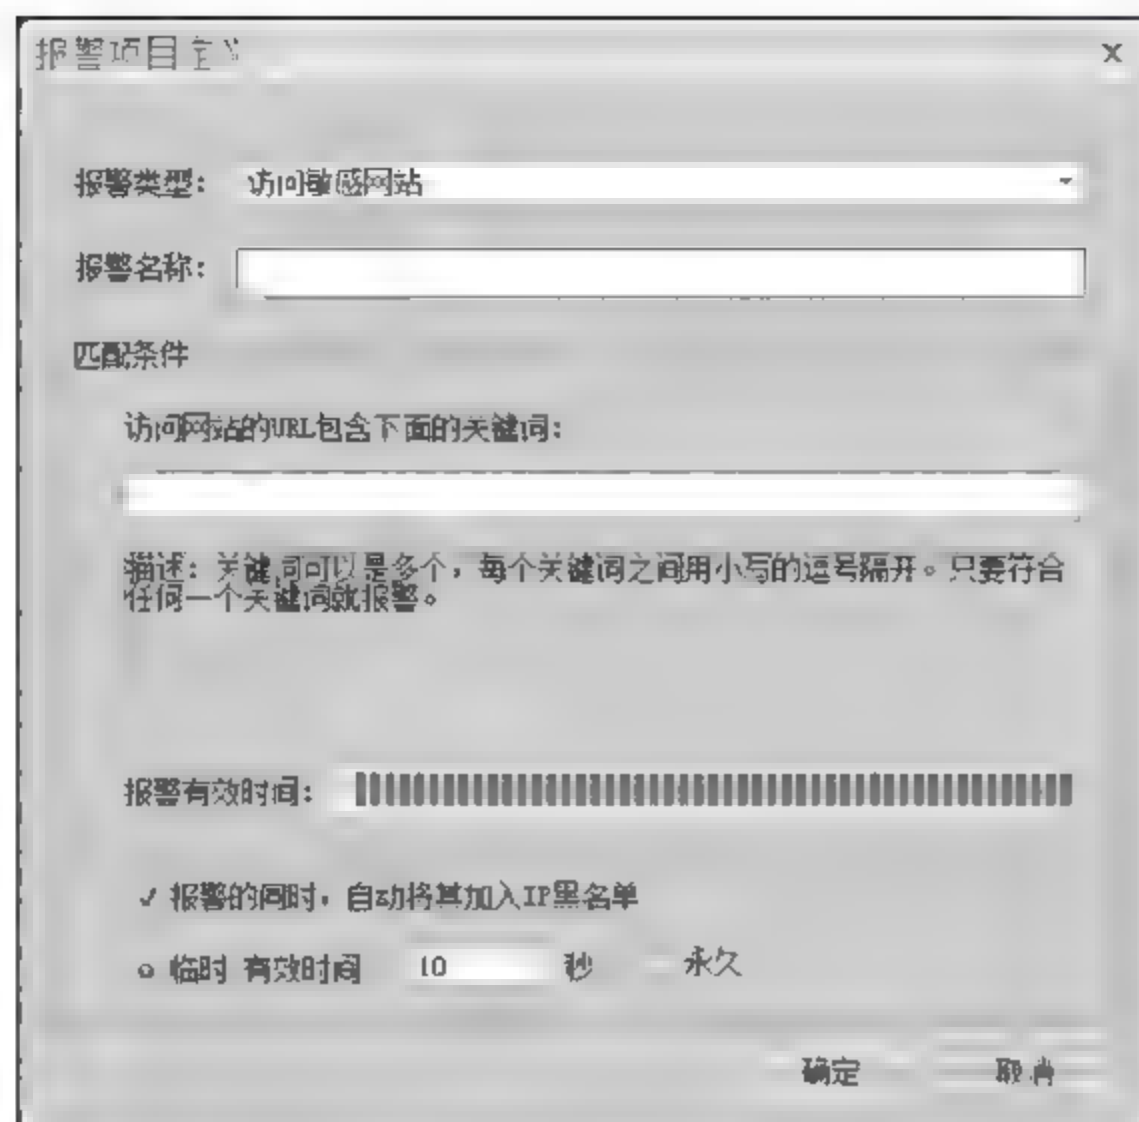 报警项目定义
x
报警类型： 访问敏感网站
报警名称：
匹配条件
访问网站的URL包含下面的关键词：
描述：关键词可以是多个，每个关键词之间用小写的逗号隔开。只要符合
任何一个关键词就报警。
报警有效时间：
报警的同时，自动将其加入IP黑名单
临时 有效时间 10 秒 永久
确定 取消